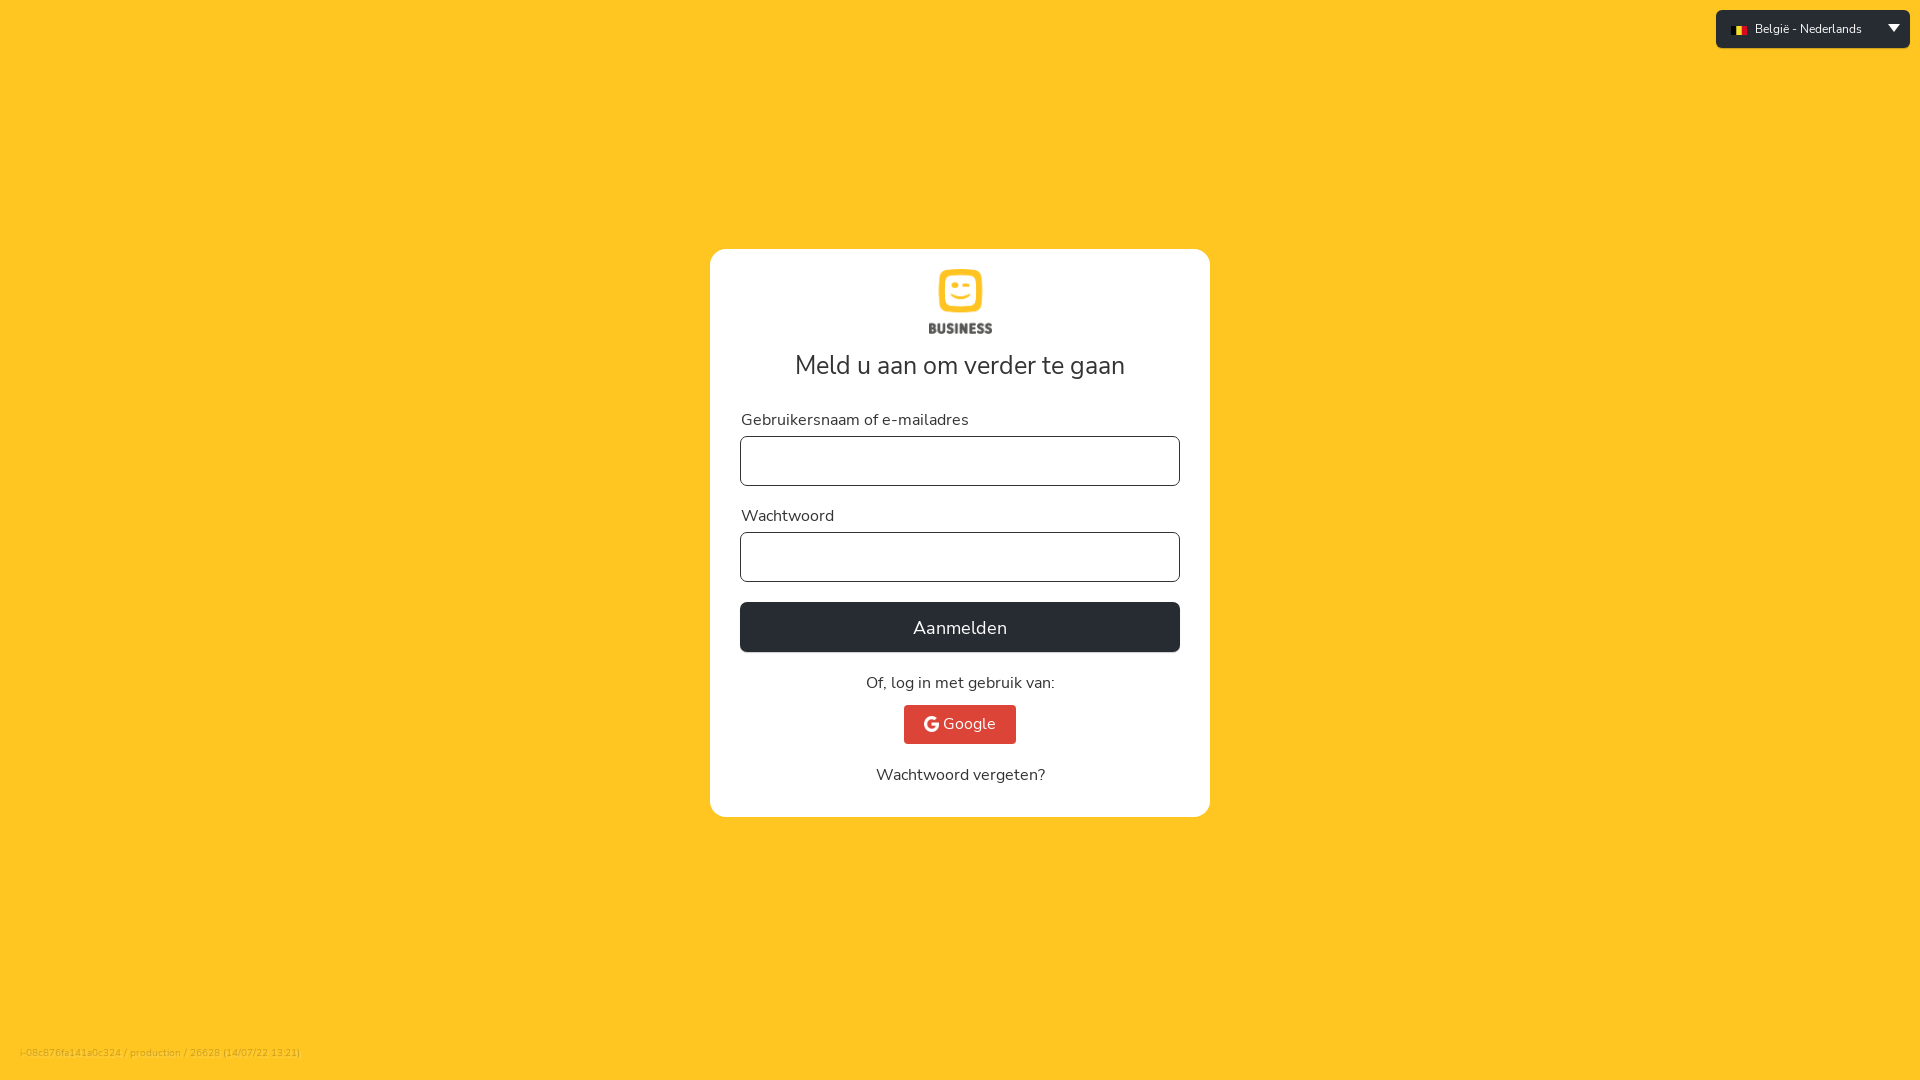 België - Nederlands
BUSINESS
Meld u aan om verder te gaan
Gebruikersnaam of e-mailadres
Wachtwoord
Aanmelden
Of, log in met gebruik van:
Google
Wachtwoord vergeten?
i-08c876fa141a0c324 / production / 26628 (14/07/22 13:21)